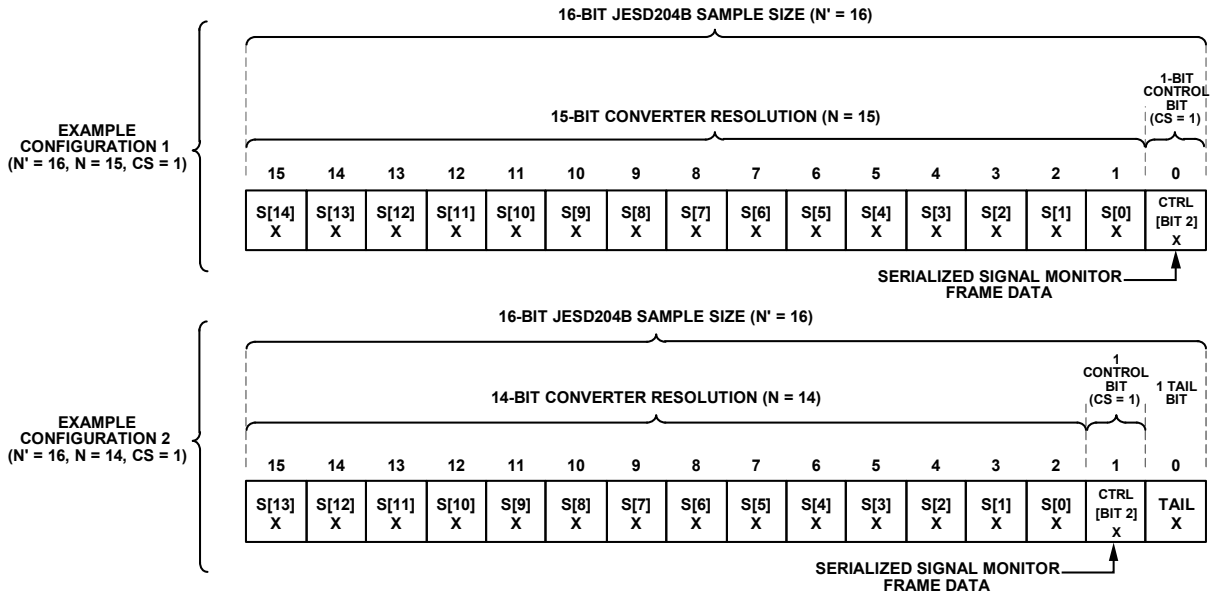 16-BIT JESD204B SAMPLE SIZE (N' = 16)
1-BIT
CONTROL
BIT
(CS = 1)
15-BIT CONVERTER RESOLUTION (N = 15)
EXAMPLE
CONFIGURATION 1
(N' = 16, N = 15, CS = 1)
15 14 13 12 11 10 9 8 7 6 5 4 3 2 1 0
S[14] S[13] S[12] S[11] S[10] S[9] S[8] S[7] S[6] S[5] S[4] S[3] S[2] S[1] S[0] CTRL
[BIT 2]
X X X X X X X X X X X X X X X X
SERIALIZED SIGNAL MONITOR
FRAME DATA
16-BIT JESD204B SAMPLE SIZE (N' = 16)
1
CONTROL
BIT
(CS = 1)
1 TAIL
BIT
14-BIT CONVERTER RESOLUTION (N = 14)
EXAMPLE
CONFIGURATION 2
(N' = 16, N = 14, CS = 1)
15 14 13 12 11 10 9 8 7 6 5 4 3 2 1 0
S[13] S[12] S[11] S[10] S[9] S[8] S[7] S[6] S[5] S[4] S[3] S[2] S[1] S[0] CTRL TAIL
[BIT 2]
X X X X X X X X X X X X X X X X
SERIALIZED SIGNAL MONITOR
FRAME DATA